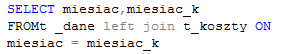 SELECT miesiac,miesiac_k
FROMt _dane left join t_koszty ON
miesiac = miesiac_k